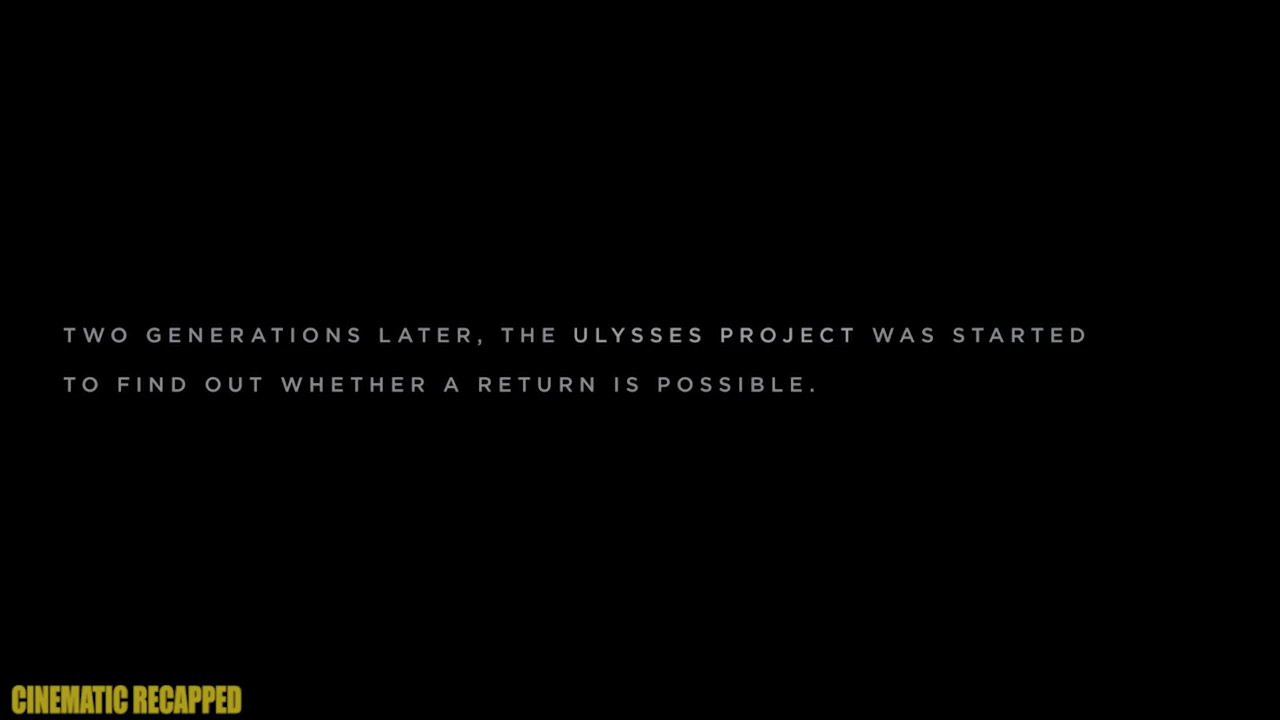 TWO GENERATIONS LATER, THE ULYSSES PROJECT WAS STARTED
TO FIND OUT WHETHER A RETURN IS POSSIBLE.
CINEMATIC RECAPPED